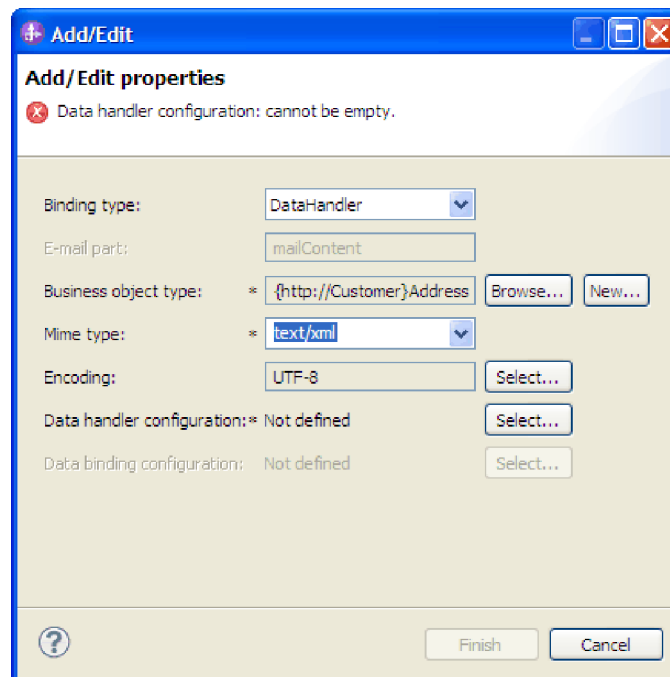 Add/Edit
Add/Edit properties
Data handler configuration: cannot be empty.
Binding type: DataHandler
E-mail part: mailContent
Business object type: * {http://Customer}Address Browse... New...
Mime type: * text/xml
Encoding: UTF-8 Select...
Data handler configuration:* Not defined Select...
Data binding configuration: Not defined Select...
? Finish Cancel